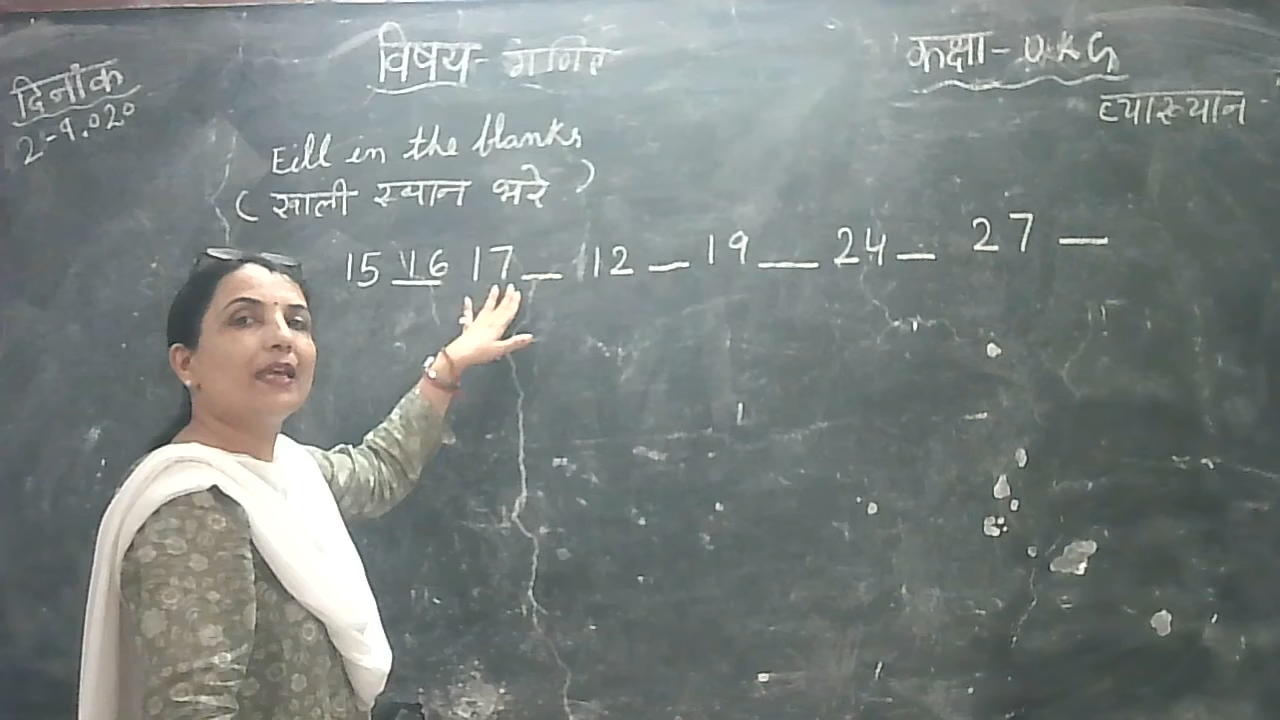 दिनांक
2-9.020
विषय- गणित
कक्षा- U.K.G
व्याख्यान
Fill in the blanks
( खाली स्थान भरे )
15 16 17 __ 12 __ 19 __ 24 __ 27 __